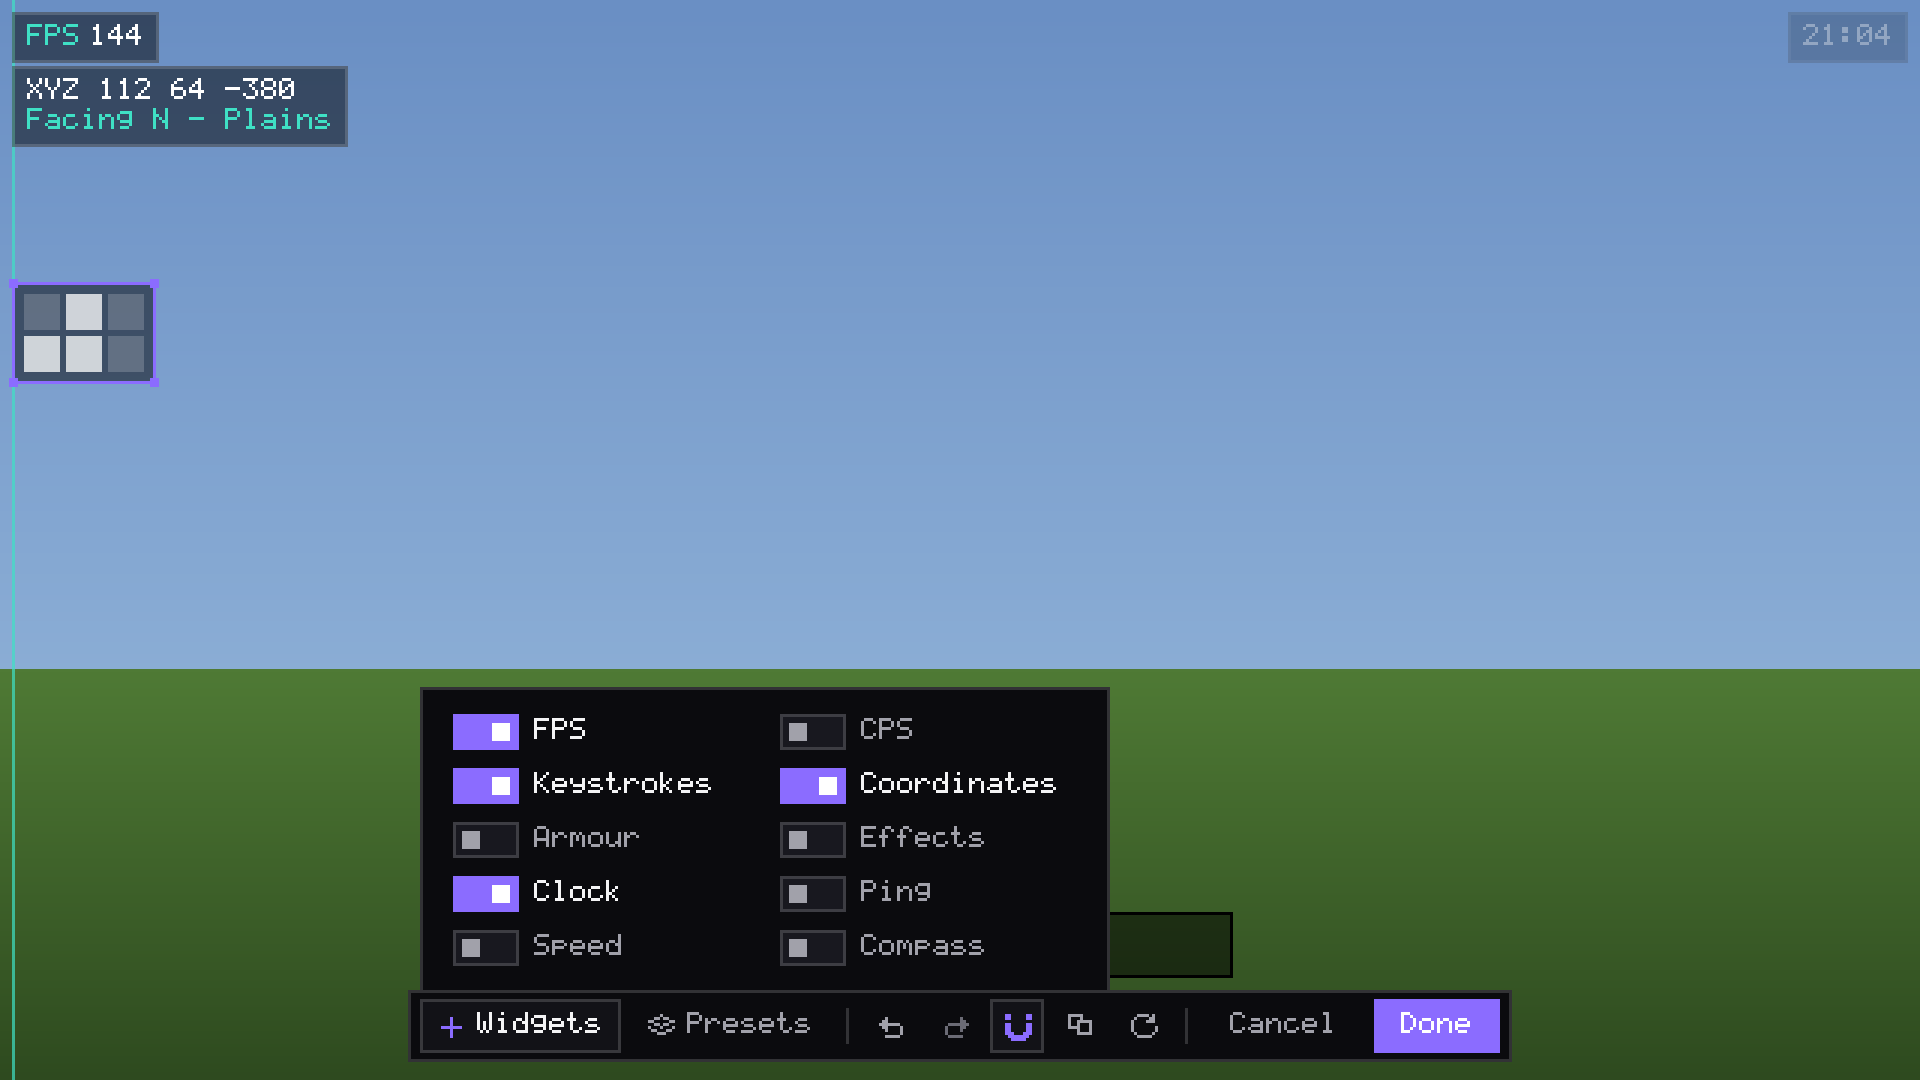 FPS 144
21:04
XYZ 112 64 -380
Facing N - Plains
FPS
CPS
Keystrokes
Coordinates
Armour
Effects
Clock
Ping
Speed
Compass
+ Widgets
Presets
Cancel
Done